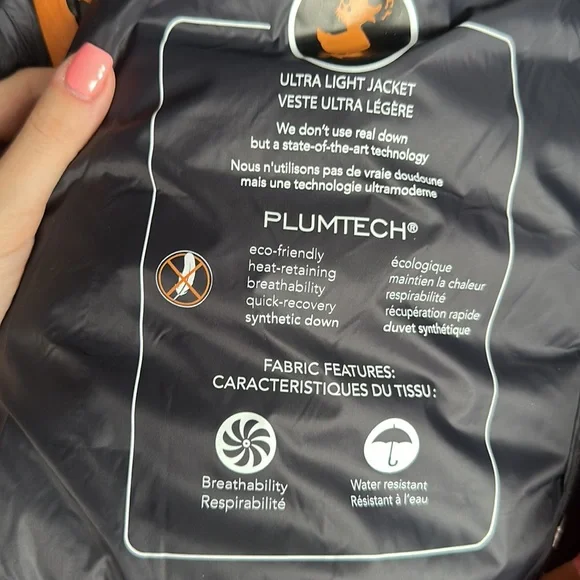 ULTRA LIGHT JACKET
VESTE ULTRA LÉGÈRE
We don't use real down
but a state-of-the-art technology
Nous n'utilisons pas de vraie doudoune
mais une technologie ultramoderne
PLUMTECH®
eco-friendly
heat-retaining
breathability
quick-recovery
synthetic down
écologique
maintien la chaleur
respirabilité
récupération rapide
duvet synthétique
FABRIC FEATURES:
CARACTERISTIQUES DU TISSU:
Breathability
Respirabilité
Water resistant
Résistant à l'eau